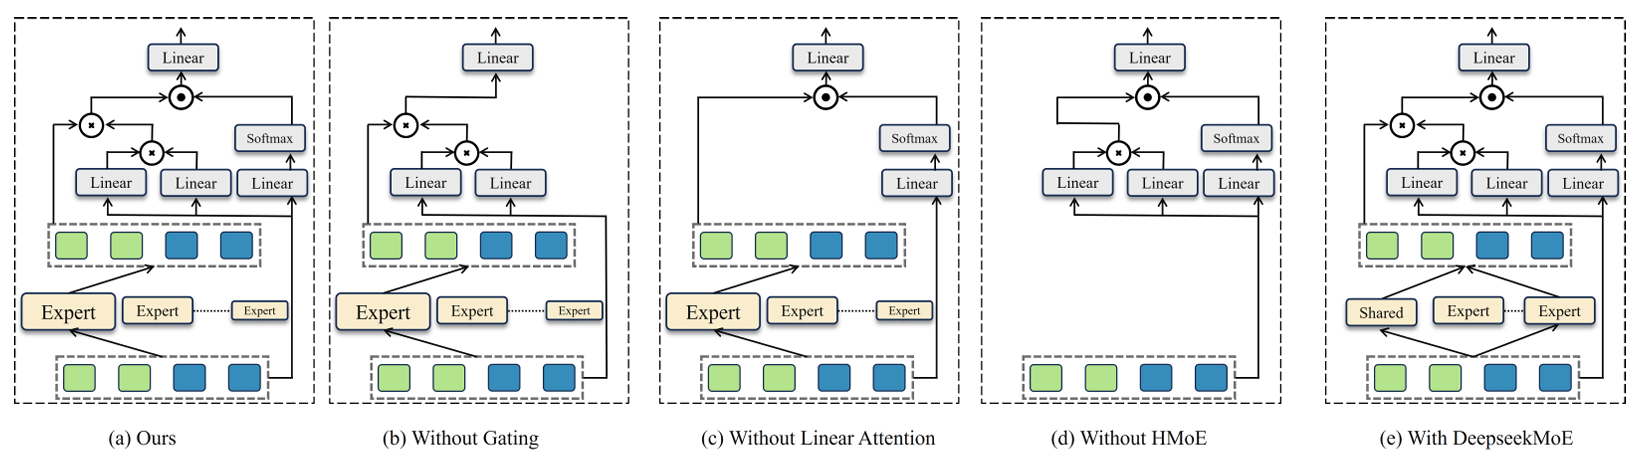 Linear
Softmax
Linear
Linear
Linear
Expert
Expert
Expert
(a) Ours
Linear
Linear
Linear
Expert
Expert
Expert
(b) Without Gating
Linear
Softmax
Linear
Expert
Expert
Expert
(c) Without Linear Attention
Linear
Softmax
Linear
Linear
Linear
(d) Without HMoE
Linear
Softmax
Linear
Linear
Linear
Shared
Expert
Expert
(e) With DeepseekMoE